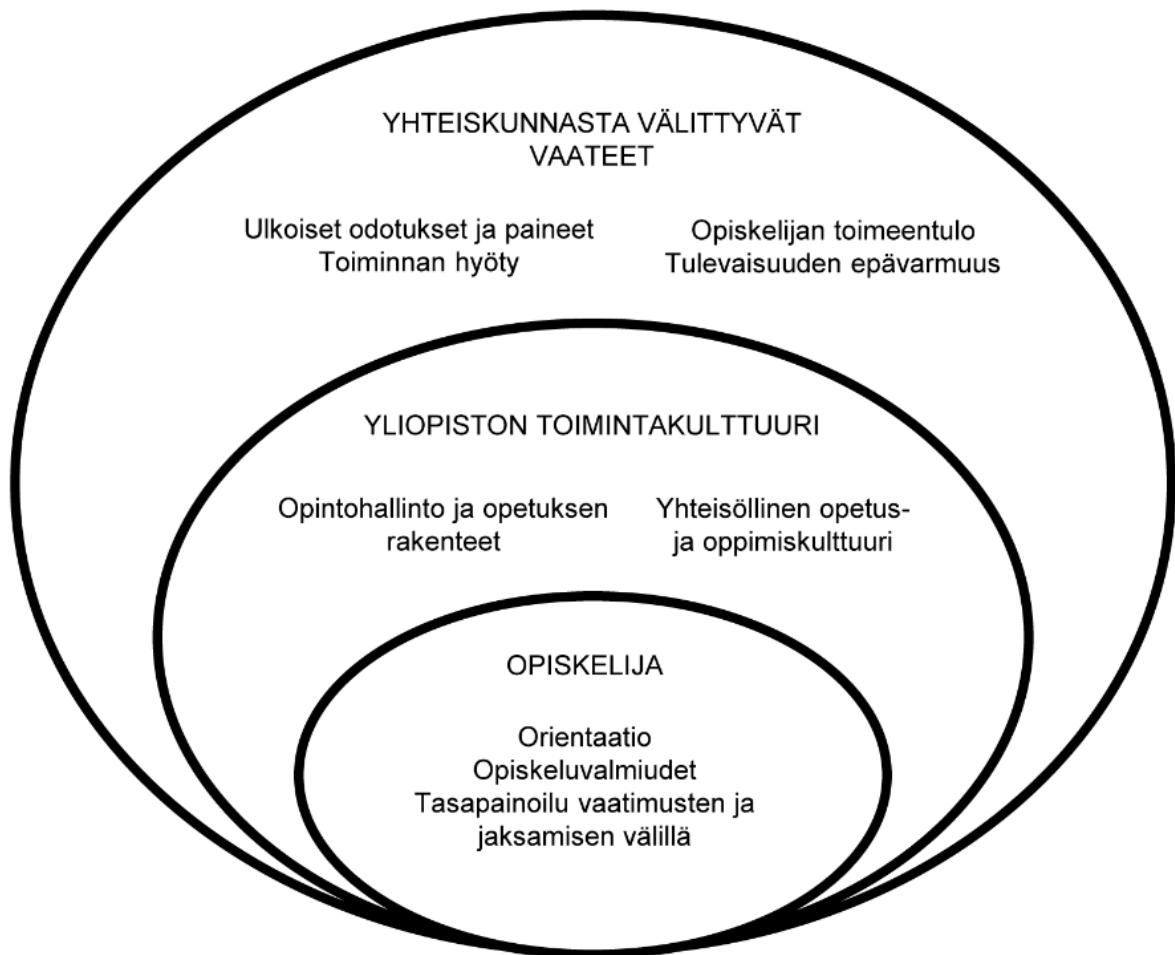 YHTEISKUNNASTA VÄLITTYVÄT
VAATEET
Ulkoiset odotukset ja paineet
Toiminnan hyöty
Opiskelijan toimeentulo
Tulevaisuuden epävarmuus
YLIOPISTON TOIMINTAKULTTUURI
Opintohallinto ja opetuksen
rakenteet
Yhteisöllinen opetus-
ja oppimiskulttuuri
OPISKELIJA
Orientaatio
Opiskeluvalmiudet
Tasapainoilu vaatimusten ja
jaksamisen välillä